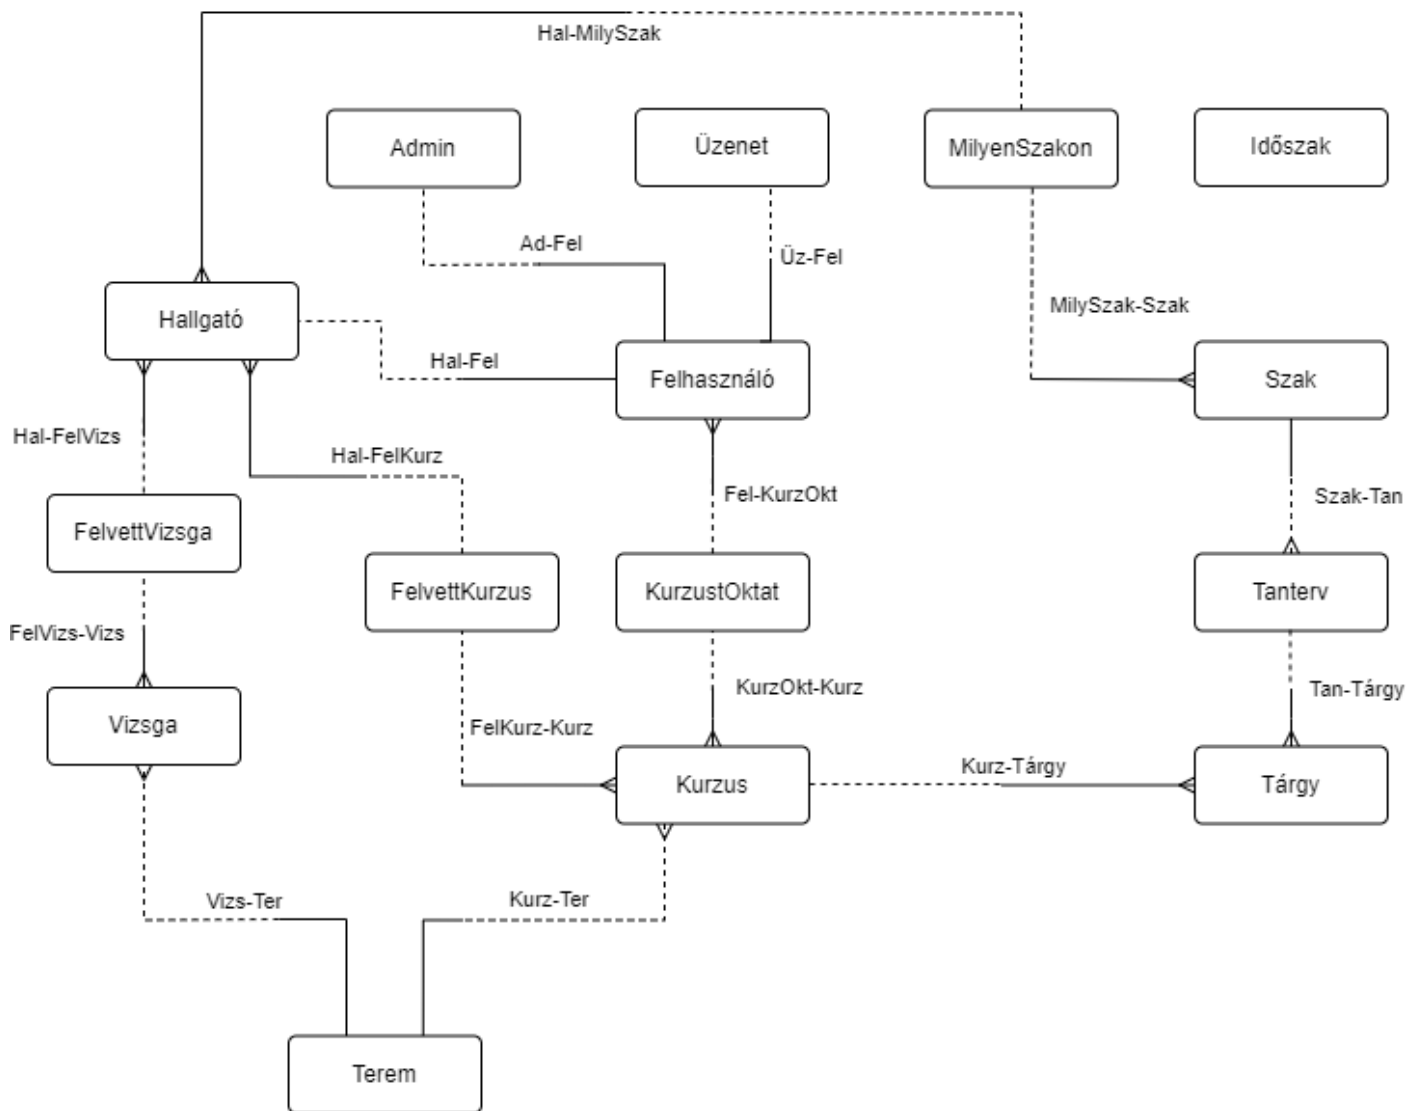 Hal-MilySzak
Admin
Üzenet
MilyenSzakon
Időszak
Ad-Fel
Üz-Fel
MilySzak-Szak
Hallgató
Hal-Fel
Felhasználó
Szak
Hal-FelVizs
Hal-FelKurz
Fel-KurzOkt
Szak-Tan
FelvettVizsga
FelvettKurzus
KurzustOktat
Tanterv
FelVizs-Vizs
KurzOkt-Kurz
Tan-Tárgy
Vizsga
FelKurz-Kurz
Kurzus
Kurz-Tárgy
Tárgy
Vizs-Ter
Kurz-Ter
Terem